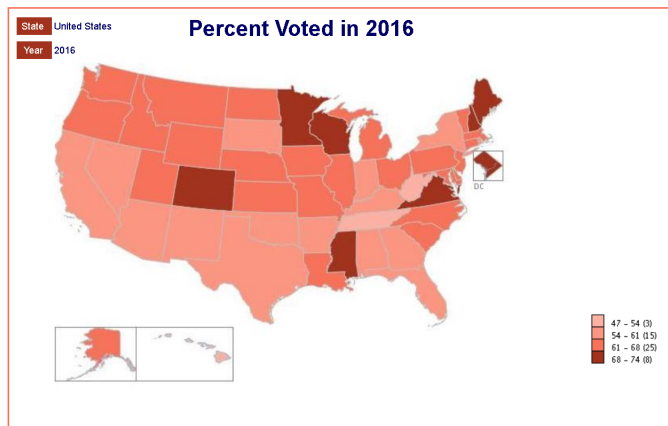 Percent Voted in 2016
State United States
Year 2016
DC
47 - 54 (3)
54 - 61 (15)
61 - 68 (25)
68 - 74 (8)